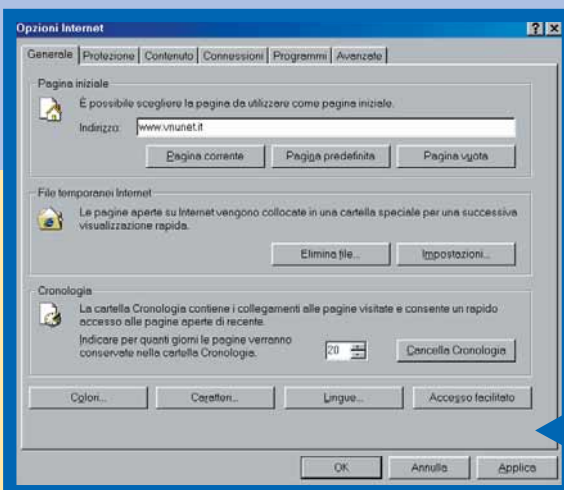 Opzioni Internet
Generale Protezione Contenuto Connessioni Programmi Avanzate
Pagina iniziale
È possibile scegliere la pagina da utilizzare come pagina iniziale.
Indirizzo: www.vnunet.it
Pagina corrente Pagina predefinita Pagina vuota
File temporanei Internet
Le pagine aperte su Internet vengono collocate in una cartella speciale per una successiva
visualizzazione rapida.
Elimina file... Impostazioni...
Cronologia
La cartella Cronologia contiene i collegamenti alle pagine visitate e consente un rapido
accesso alle pagine aperte di recente.
Indicare per quanti giorni le pagine verranno
conservate nella cartella Cronologia. 20 Cancella Cronologia
Colori... Caratteri... Lingue... Accesso facilitato
OK Annulla Applica